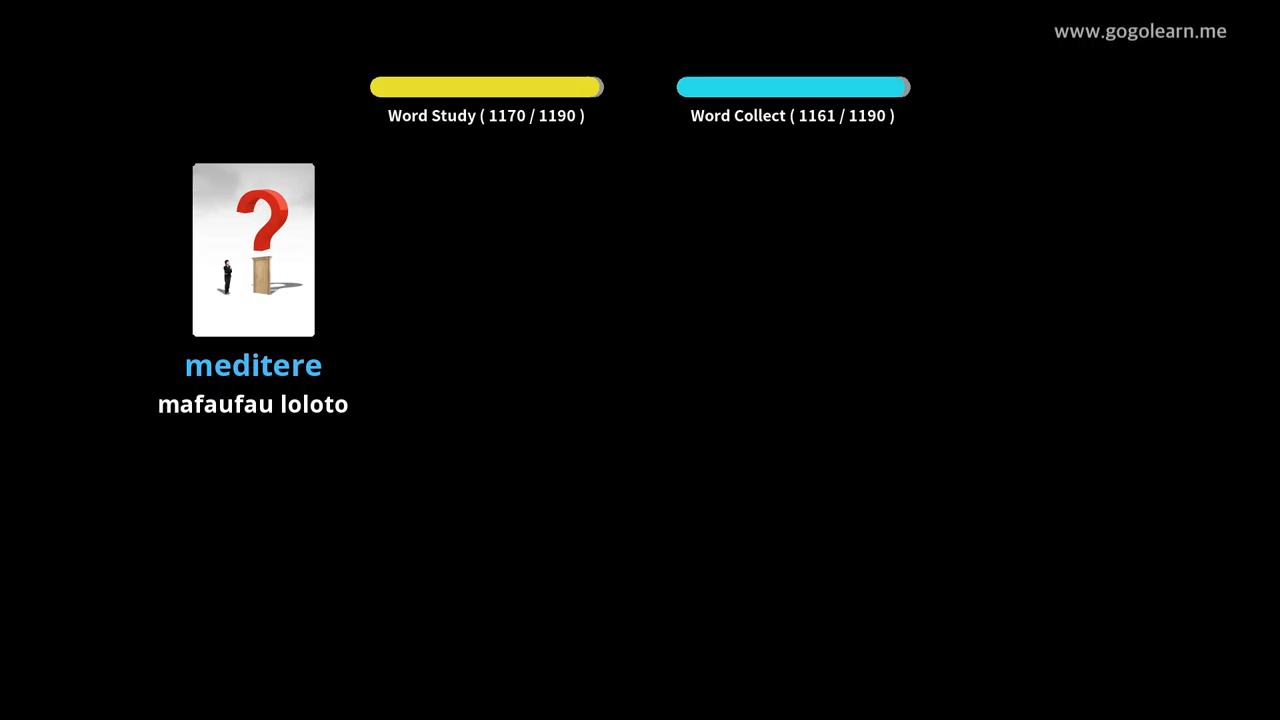 www.gogolearn.me
Word Study ( 1170 / 1190 )
Word Collect ( 1161 / 1190 )
meditere
mafaufau loloto